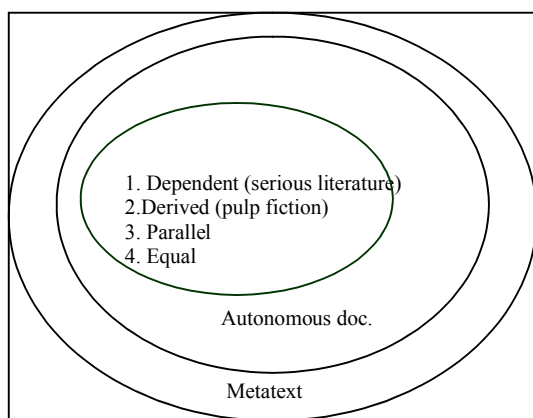 1. Dependent (serious literature)
2.Derived (pulp fiction)
3. Parallel
4. Equal
Autonomous doc.
Metatext